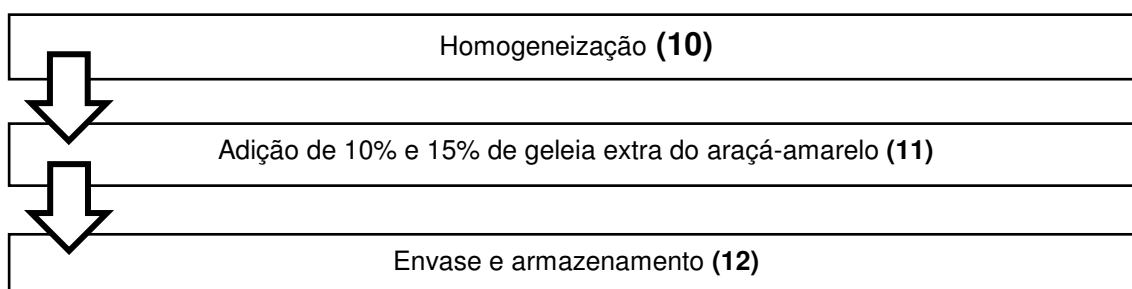 Homogeneização (10)
Adição de 10% e 15% de geleia extra do araçá-amarelo (11)
Envase e armazenamento (12)